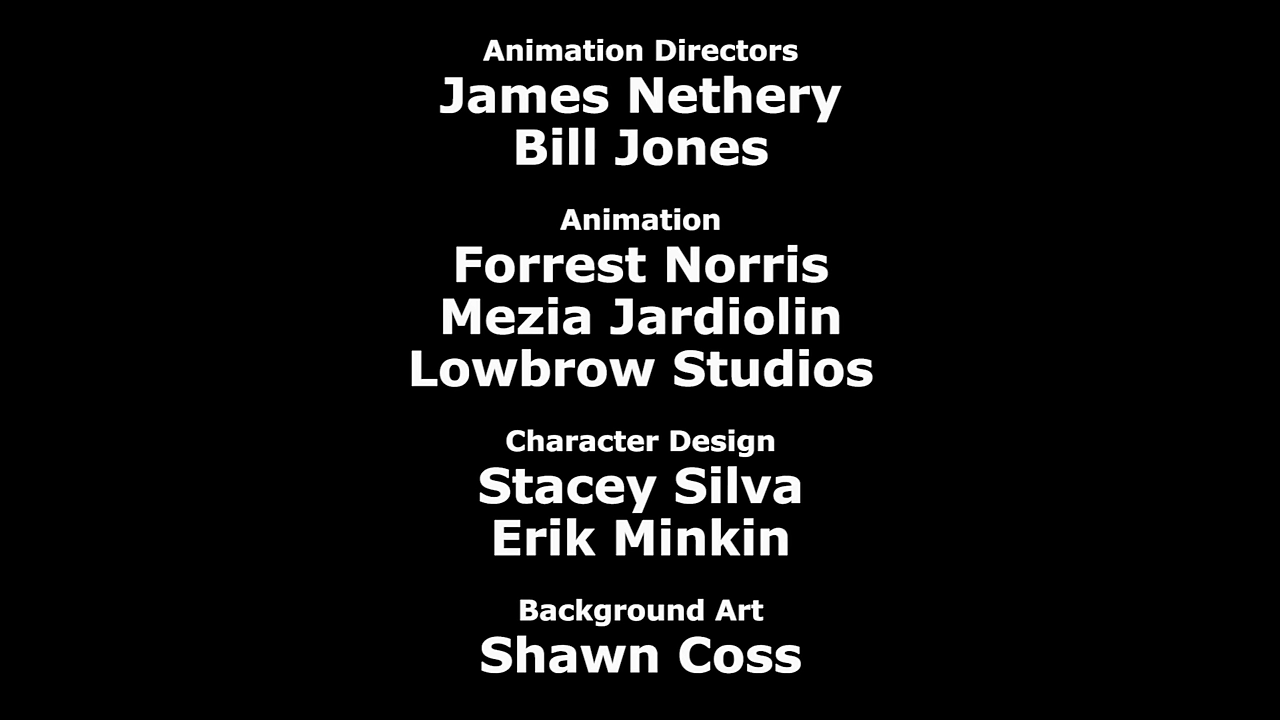 Animation Directors
James Nethery
Bill Jones
Animation
Forrest Norris
Mezia Jardiolin
Lowbrow Studios
Character Design
Stacey Silva
Erik Minkin
Background Art
Shawn Coss